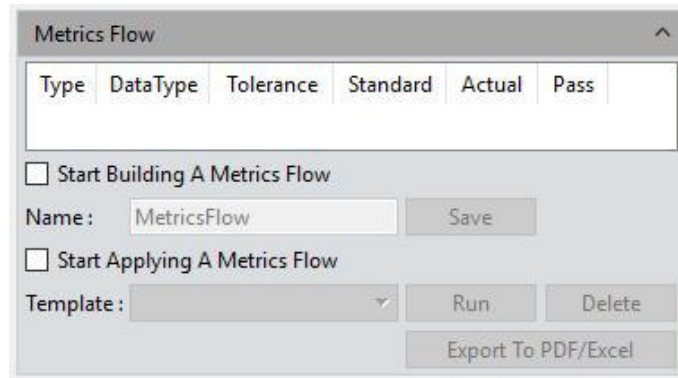 Metrics Flow
Type DataType Tolerance Standard Actual Pass
Start Building A Metrics Flow
Name : MetricsFlow Save
Start Applying A Metrics Flow
Template : Run Delete
Export To PDF/Excel